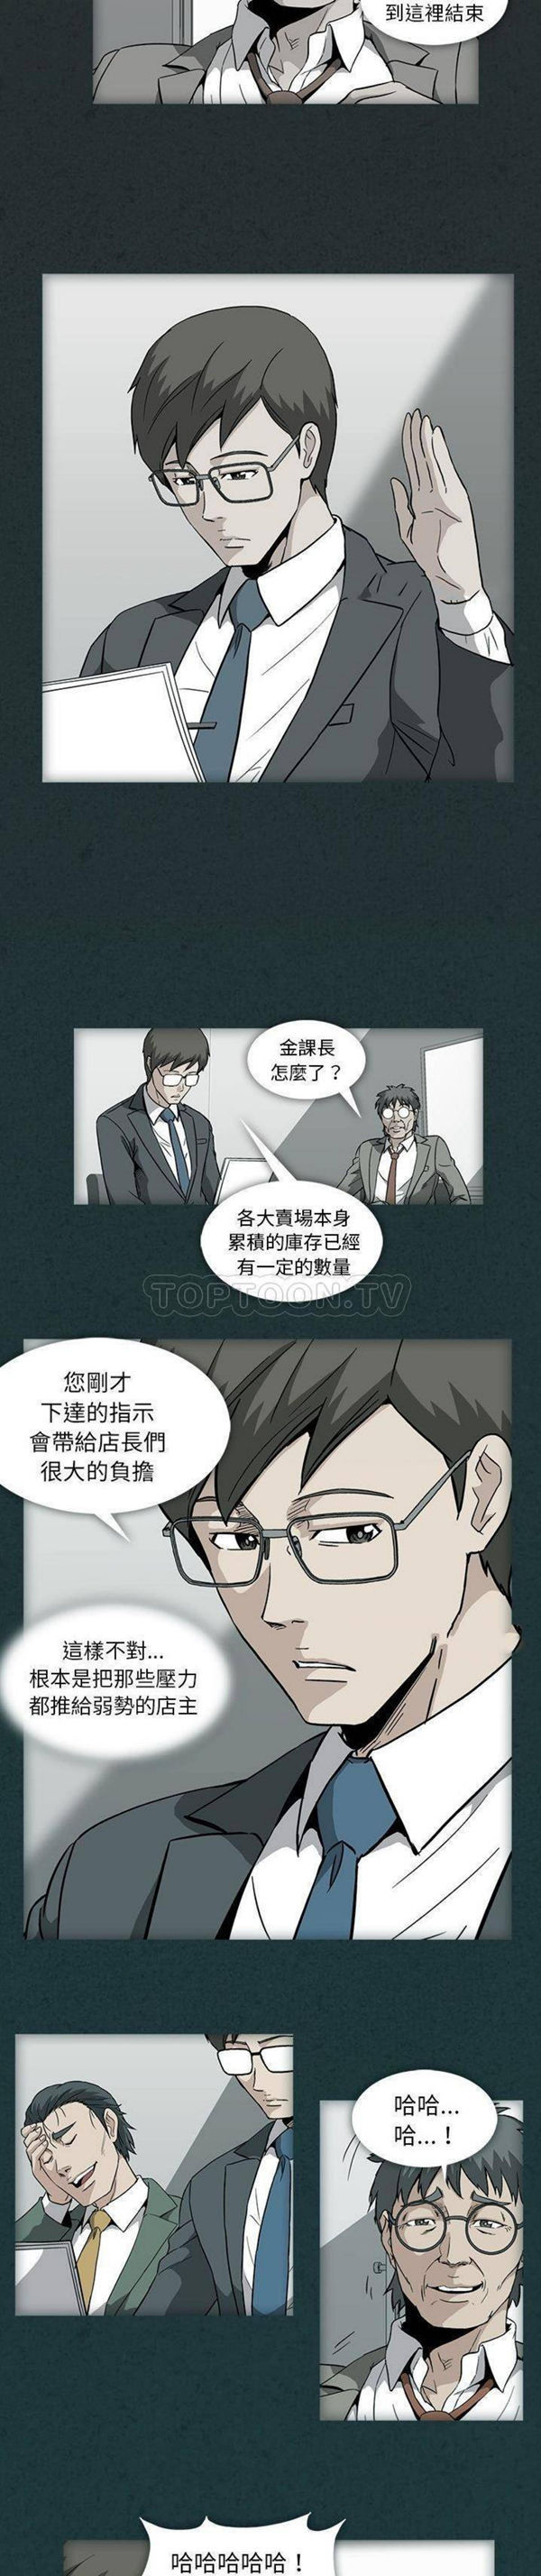 到這裡結束
金課長
怎麼了？
各大賣場本身
累積的庫存已經
有一定的數量
TOPTOON.TV
您剛才
下達的指示
會帶給店長們
很大的負擔
這樣不對...
根本是把那些壓力
都推給弱勢的店主
哈哈...
哈...！
哈哈哈哈哈！